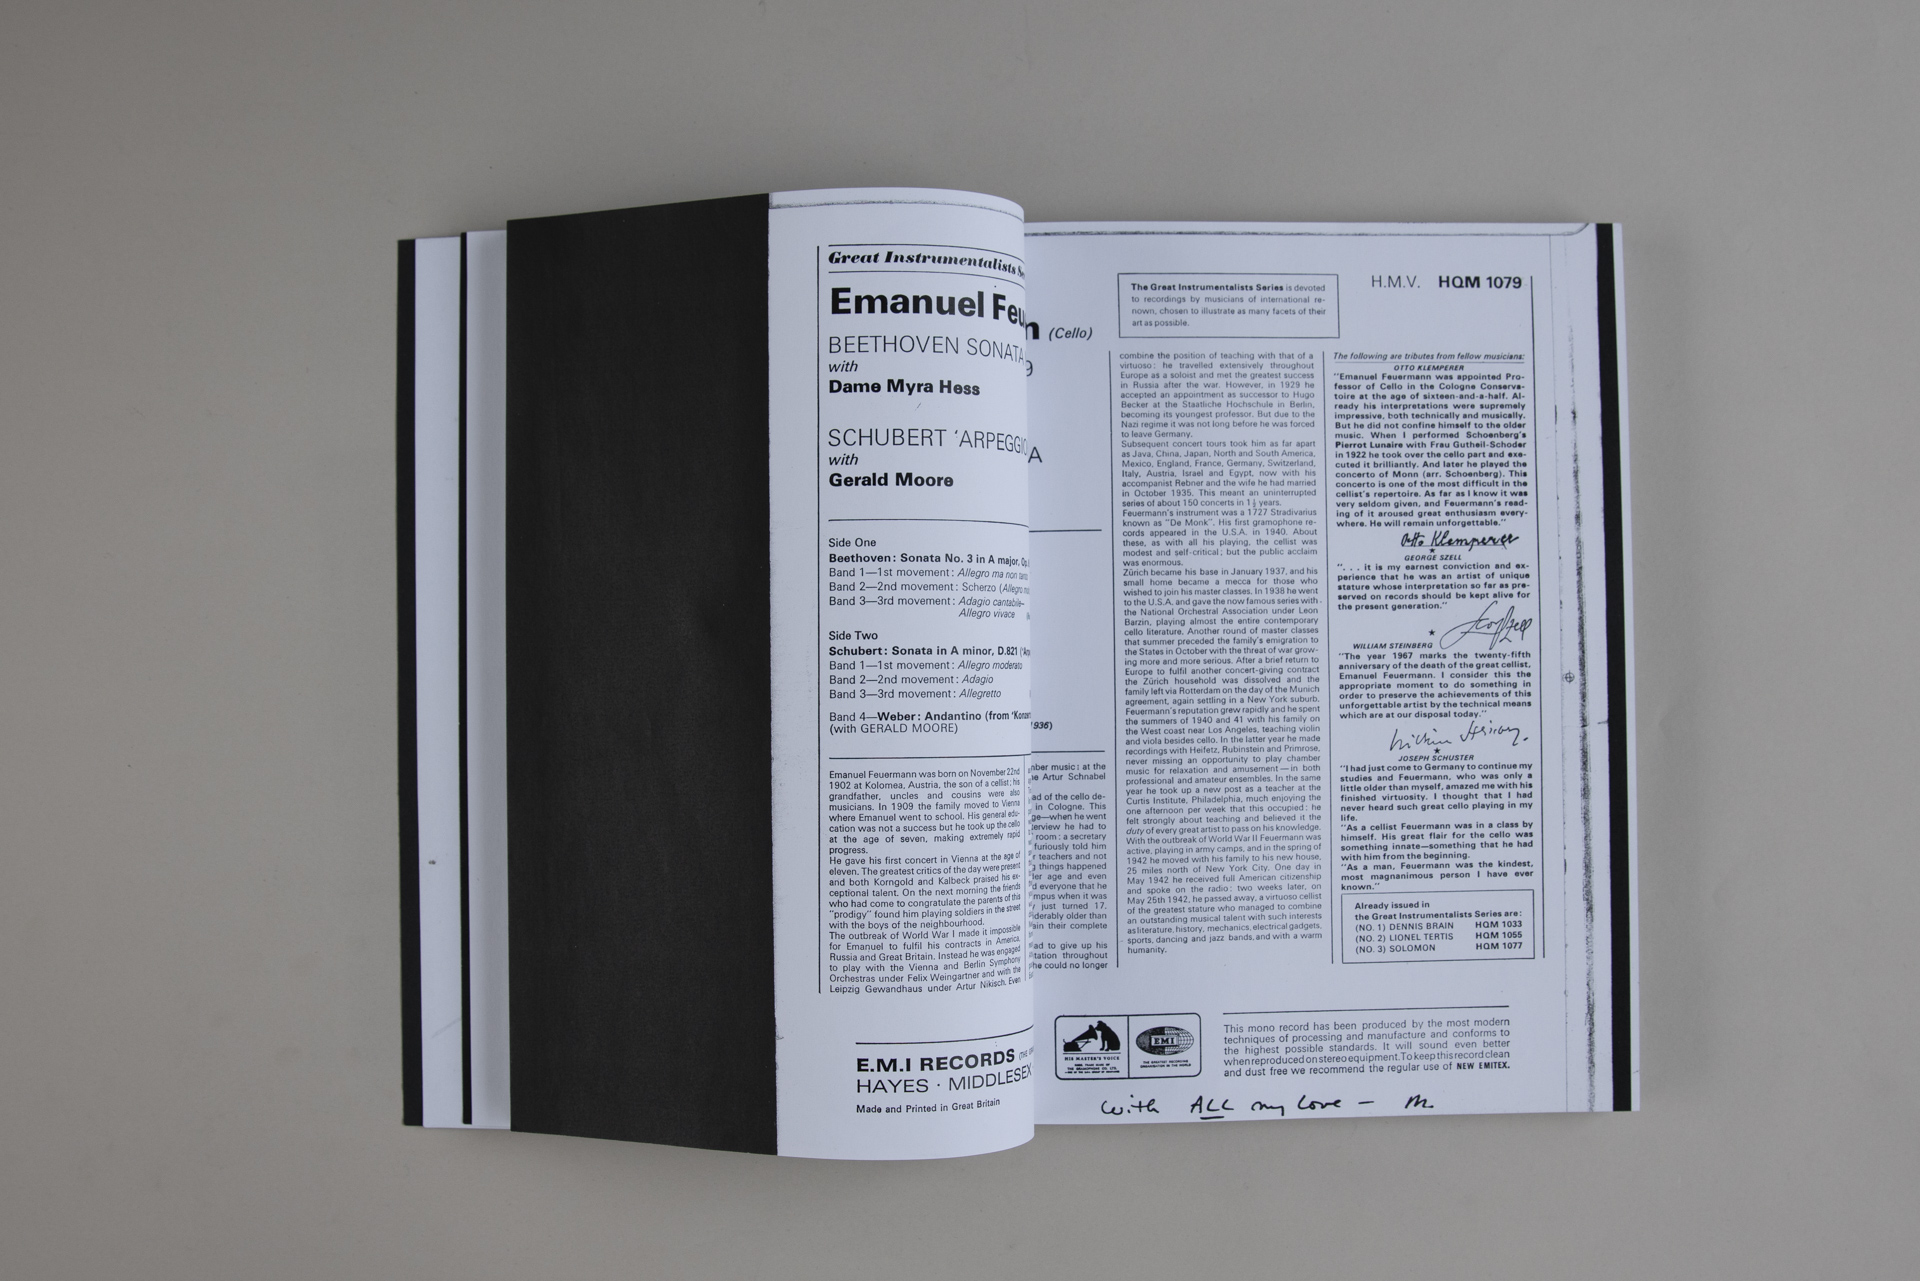 Great Instrumentalists
Emanuel
BEETHOVEN SONATA
with
Dame Myra Hess
SCHUBERT 'ARPEGGIO
with
Gerald Moore
Side One
Beethoven: Sonata No. 3 in A major, Op.
Band 1—1st movement: Allegro ma non tanto
Band 2—2nd movement: Scherzo (Allegro
Band 3—3rd movement: Adagio cantabile—
Allegro vivace
Side Two
Schubert: Sonata in A minor, D.821
Band 1—1st movement: Allegro moderato
Band 2—2nd movement: Adagio
Band 3—3rd movement: Allegretto
Band 4—Weber: Andantino (from
(with GERALD MOORE)
Emanuel Feuermann was born on November 22nd
1902 at Kolomea, Austria, the son of a cellist; his
grandfather, uncles and cousins were also
musicians. In 1909 the family moved to Vienna
where Emanuel went to school. His general edu-
cation was not a success but he took up the cello
at the age of seven, making extremely rapid
progress.
He gave his first concert in Vienna at the age of
eleven. The greatest critics of the day were present
and both Korngold and Kalbeck praised his ex-
ceptional talent. On the next morning the friends
who had come to congratulate the parents of this
"prodigy" found him playing soldiers in the street
with the boys of the neighbourhood.
The outbreak of World War I made it impossible
for Emanuel to fulfil his contracts in America,
Russia and Great Britain. Instead he was engaged
to play with the Vienna and Berlin Symphony
Orchestras under Felix Weingartner and with the
Leipzig Gewandhaus under Artur Nikisch. Even
E.M.I RECORDS
HAYES · MIDDLESEX
Made and Printed in Great Britain
n (Cello)
9
A
1936)
music: at the
Artur Schnabel
of the cello de-
in Cologne. This
when he went
he had to
room: a secretary
furiously told him
teachers and not
things happened
age and even
everyone that he
when it was
just turned 17,
older than
their complete
to give up his
throughout
he could no longer
The Great Instrumentalists Series is devoted
to recordings by musicians of international re-
nown, chosen to illustrate as many facets of their
art as possible.
combine the position of teaching with that of a
virtuoso: he travelled extensively throughout
Europe as a soloist and met the greatest success
in Russia after the war. However, in 1929 he
accepted an appointment as successor to Hugo
Becker at the Staatliche Hochschule in Berlin,
becoming its youngest professor. But due to the
Nazi regime it was not long before he was forced
to leave Germany.
Subsequent concert tours took him as far apart
as Java, China, Japan, North and South America,
Mexico, England, France, Germany, Switzerland,
Italy, Austria, Israel and Egypt, now with his
accompanist Rebner and the wife he had married
in October 1935. This meant an uninterrupted
series of about 150 concerts in 1½ years.
Feuermann's instrument was a 1727 Stradivarius
known as "De Monk". His first gramophone re-
cords appeared in the U.S.A. in 1940. About
these, as with all his playing, the cellist was
modest and self-critical; but the public acclaim
was enormous.
Zürich became his base in January 1937, and his
small home became a mecca for those who
wished to join his master classes. In 1938 he went
to the U.S.A. and gave the now famous series with
the National Orchestral Association under Leon
Barzin, playing almost the entire contemporary
cello literature. Another round of master classes
that summer preceded the family's emigration to
the States in October with the threat of war grow-
ing more and more serious. After a brief return to
Europe to fulfil another concert-giving contract
the Zürich household was dissolved and the
family left via Rotterdam on the day of the Munich
agreement, again settling in a New York suburb.
Feuermann's reputation grew rapidly and he spent
the summers of 1940 and 41 with his family on
the West coast near Los Angeles, teaching violin
and viola besides cello. In the latter year he made
recordings with Heifetz, Rubinstein and Primrose,
never missing an opportunity to play chamber
music for relaxation and amusement—in both
professional and amateur ensembles. In the same
year he took up a new post as a teacher at the
Curtis Institute, Philadelphia, much enjoying the
one afternoon per week that this occupied: he
felt strongly about teaching and believed it the
duty of every great artist to pass on his knowledge.
With the outbreak of World War II Feuermann was
active, playing in army camps, and in the spring of
1942 he moved with his family to his new house,
25 miles north of New York City. One day in
May 1942 he received full American citizenship
and spoke on the radio: two weeks later, on
May 25th 1942, he passed away, a virtuoso cellist
of the greatest stature who managed to combine
an outstanding musical talent with such interests
as literature, history, mechanics, electrical gadgets,
sports, dancing and jazz bands, and with a warm
humanity.
H.M.V. HQM 1079
The following are tributes from fellow musicians:
OTTO KLEMPERER
"Emanuel Feuermann was appointed Pro-
fessor of Cello in the Cologne Conserva-
toire at the age of sixteen-and-a-half. Al-
ready his interpretations were supremely
impressive, both technically and musically.
But he did not confine himself to the older
music. When I performed Schoenberg's
Pierrot Lunaire with Frau Gutheil-Schoder
in 1922 he took over the cello part and exe-
cuted it brilliantly. And later he played the
concerto of Monn (arr. Schoenberg). This
concerto is one of the most difficult in the
cellist's repertoire. As far as I know it was
very seldom given, and Feuermann's read-
ing of it aroused great enthusiasm every-
where. He will remain unforgettable."
Otto Klemperer
GEORGE SZELL
". . . it is my earnest conviction and ex-
perience that he was an artist of unique
stature whose interpretation so far as pre-
served on records should be kept alive for
the present generation."
WILLIAM STEINBERG
"The year 1967 marks the twenty-fifth
anniversary of the death of the great cellist,
Emanuel Feuermann. I consider this the
appropriate moment to do something in
order to preserve the achievements of this
unforgettable artist by the technical means
which are at our disposal today."
JOSEPH SCHUSTER
"I had just come to Germany to continue my
studies and Feuermann, who was only a
little older than myself, amazed me with his
finished virtuosity. I thought that I had
never heard such great cello playing in my
life.
"As a cellist Feuermann was in a class by
himself. His great flair for the cello was
something innate—something that he had
with him from the beginning.
"As a man, Feuermann was the kindest,
most magnanimous person I have ever
known."
Already issued in
the Great Instrumentalists Series are:
(NO. 1) DENNIS BRAIN HQM 1033
(NO. 2) LIONEL TERTIS HQM 1055
(NO. 3) SOLOMON HQM 1077
HIS MASTER'S VOICE
EMI
This mono record has been produced by the most modern
techniques of processing and manufacture and conforms to
the highest possible standards. It will sound even better
when reproduced on stereo equipment. To keep this record clean
and dust free we recommend the regular use of NEW EMITEX.
With ALL my love — M.